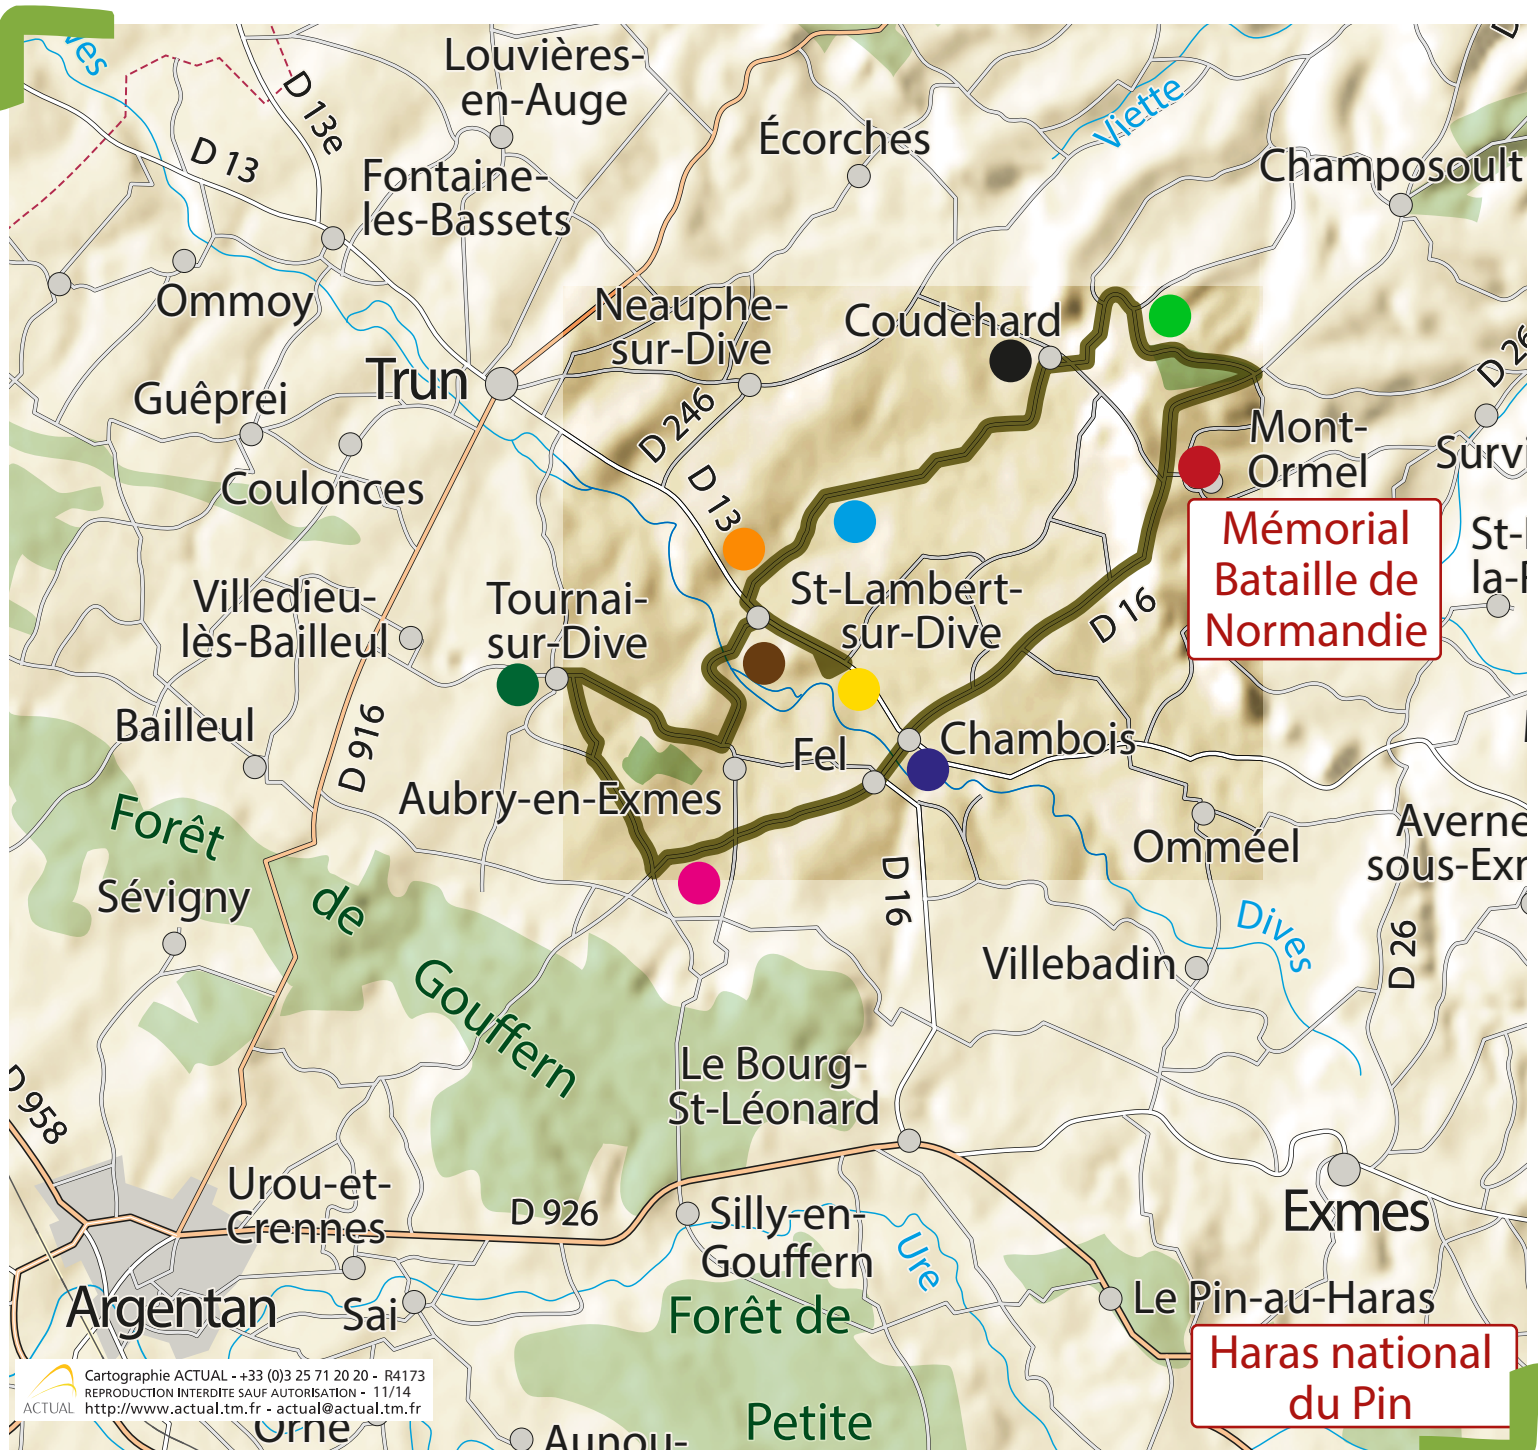 Louvières-
en-Auge
D 13e
D 13
Viette
Écorches
Champosoult
Fontaine-
les-Bassets
Ommoy
Neauphe-
sur-Dive
Coudehard
Trun
D 246
Guêprei
D 13
Mont-
Ormel
Coulonces
Mémorial
Bataille de
Normandie
Villedieu-
lès-Bailleul
Tournai-
sur-Dive
St-Lambert-
sur-Dive
D 16
Bailleul
D 916
Fel
Chambois
Aubry-en-Exmes
Omméel
Forêt
de
Gouffern
Sévigny
D 16
Dives
D 26
Villebadin
Le Bourg-
St-Léonard
D 958
Urou-et-
Crennes
D 926
Silly-en-
Gouffern
Ure
Exmes
Argentan
Sai
Forêt de
Petite
Le Pin-au-Haras
Haras national
du Pin
Cartographie ACTUAL - +33 (0)3 25 71 20 20 - R4173
REPRODUCTION INTERDITE SAUF AUTORISATION - 11/14
http://www.actual.tm.fr - actual@actual.tm.fr
ACTUAL
Orne
Aunou-